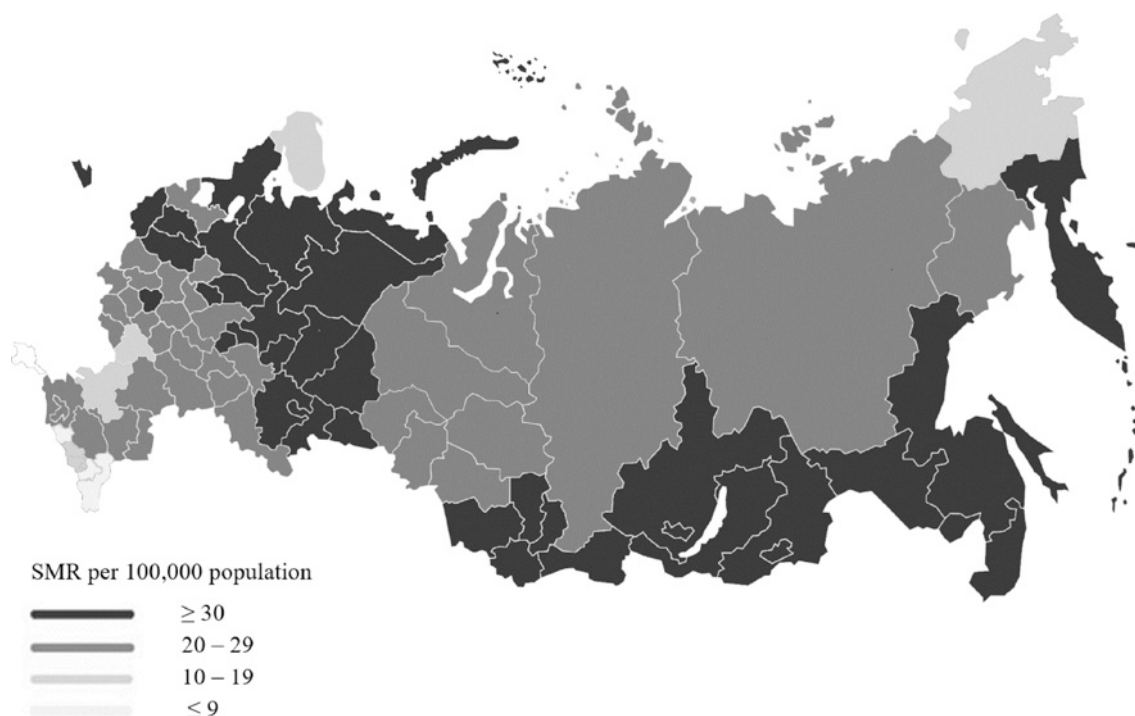 SMR per 100,000 population
≥ 30
20 – 29
10 – 19
≤ 9